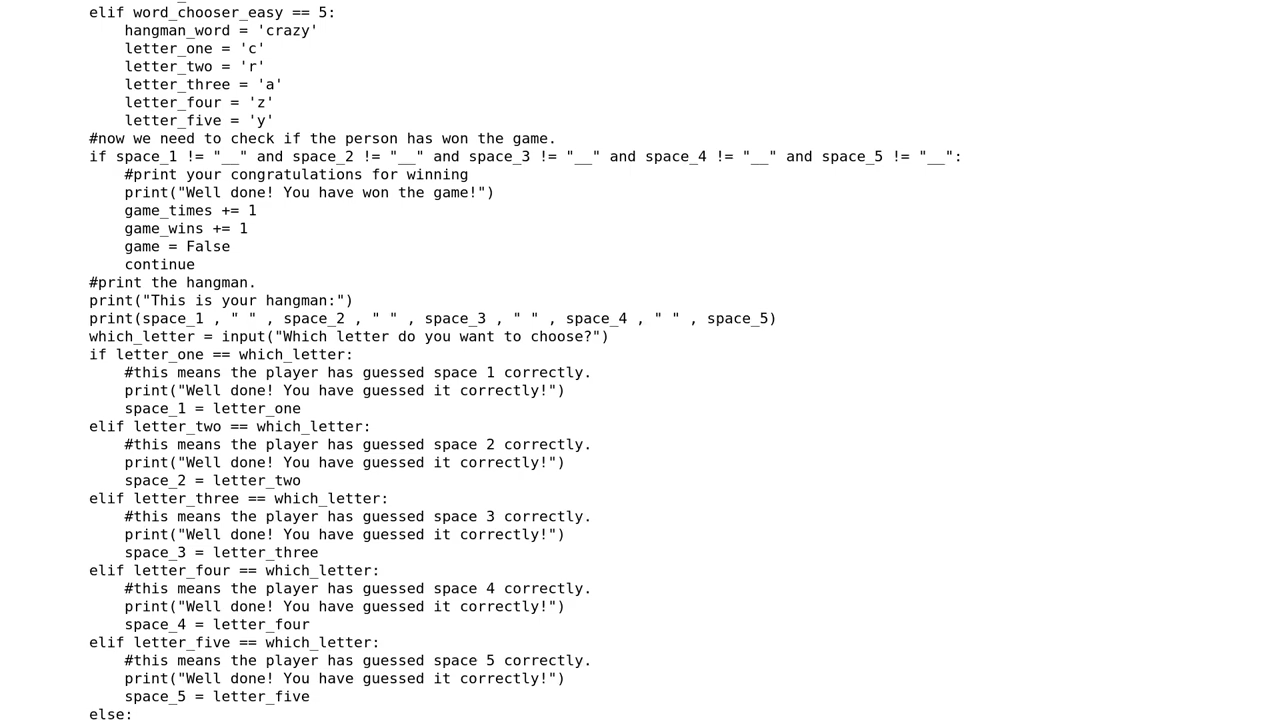 elif word_chooser_easy == 5:
hangman_word = 'crazy'
letter_one = 'c'
letter_two = 'r'
letter_three = 'a'
letter_four = 'z'
letter_five = 'y'
#now we need to check if the person has won the game.
if space_1 != "__" and space_2 != "__" and space_3 != "__" and space_4 != "__" and space_5 != "__":
#print your congratulations for winning
print("Well done! You have won the game!")
game_times += 1
game_wins += 1
game = False
continue
#print the hangman.
print("This is your hangman:")
print(space_1 , " " , space_2 , " " , space_3 , " " , space_4 , " " , space_5)
which_letter = input("Which letter do you want to choose?")
if letter_one == which_letter:
#this means the player has guessed space 1 correctly.
print("Well done! You have guessed it correctly!")
space_1 = letter_one
elif letter_two == which_letter:
#this means the player has guessed space 2 correctly.
print("Well done! You have guessed it correctly!")
space_2 = letter_two
elif letter_three == which_letter:
#this means the player has guessed space 3 correctly.
print("Well done! You have guessed it correctly!")
space_3 = letter_three
elif letter_four == which_letter:
#this means the player has guessed space 4 correctly.
print("Well done! You have guessed it correctly!")
space_4 = letter_four
elif letter_five == which_letter:
#this means the player has guessed space 5 correctly.
print("Well done! You have guessed it correctly!")
space_5 = letter_five
else: